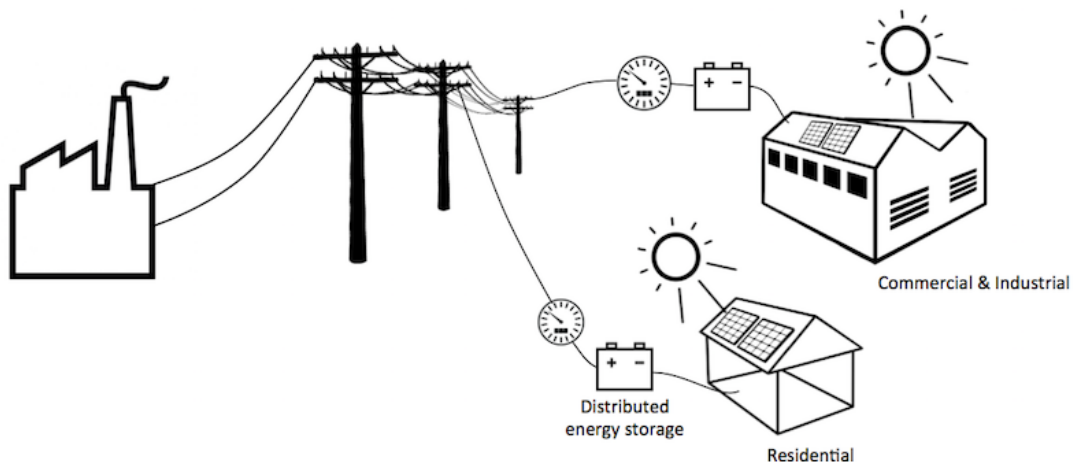 + −
Commercial & Industrial
+ −
Distributed
energy storage
Residential